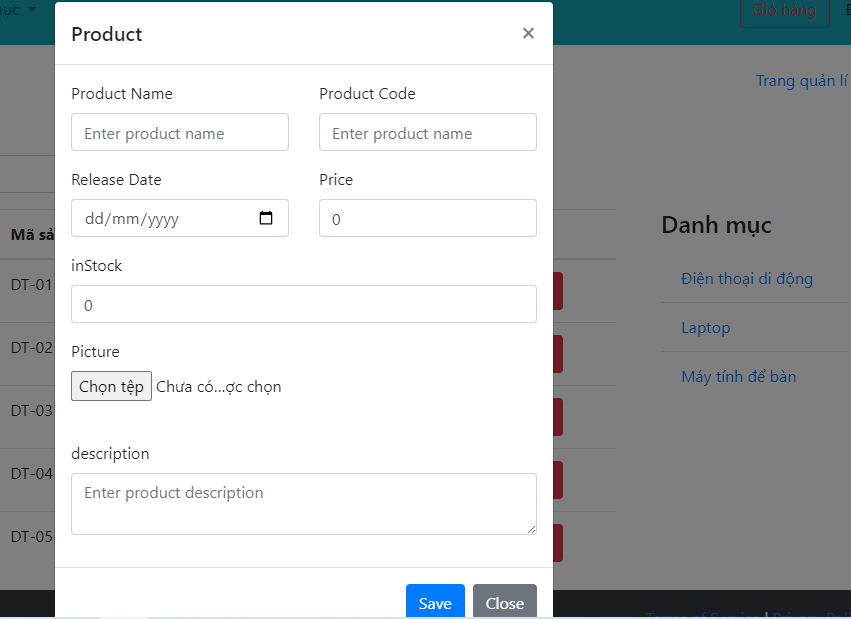 Giỏ hàng
Product ×
Trang quản lí
Product Name Product Code
Enter product name Enter product name
Release Date Price
dd/mm/yyyy 0
Danh mục
Mã sả
inStock
Điện thoại di động
DT-01
0
Laptop
DT-02
Picture
Máy tính để bàn
Chọn tệp Chưa có...ợc chọn
DT-03
description
DT-04
Enter product description
DT-05
Save Close